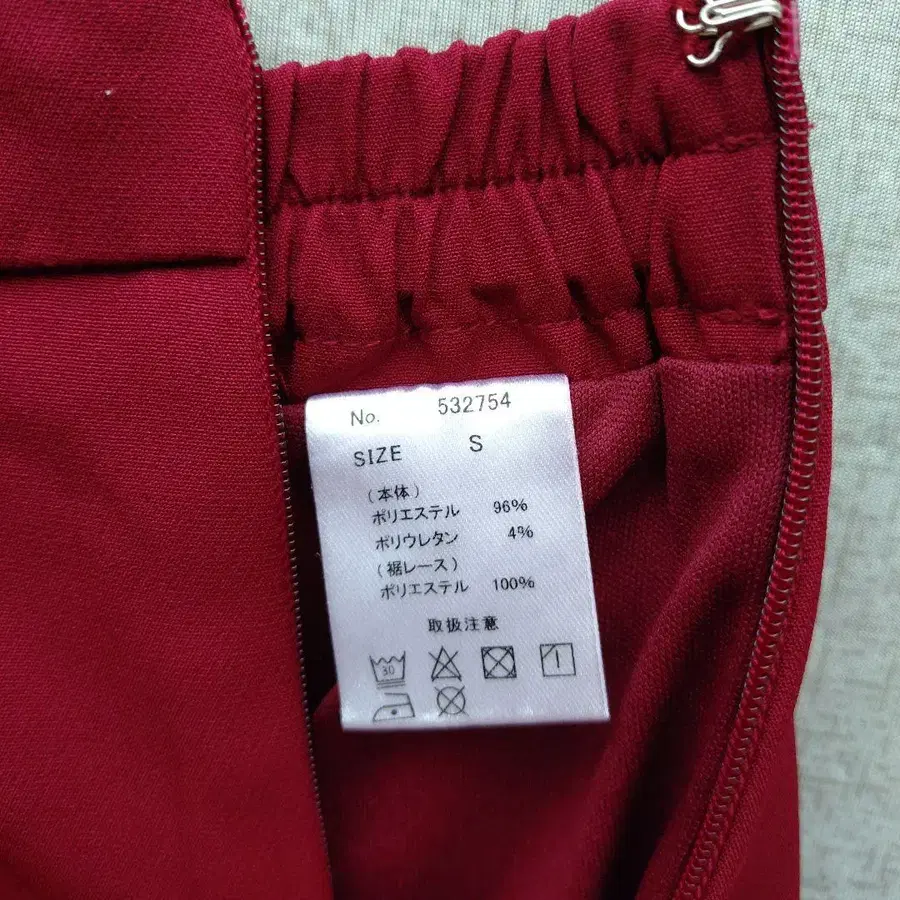 No. 532754
SIZE S
(本体)
ポリエステル 96%
ポリウレタン 4%
(裾レース)
ポリエステル 100%
取扱注意
30